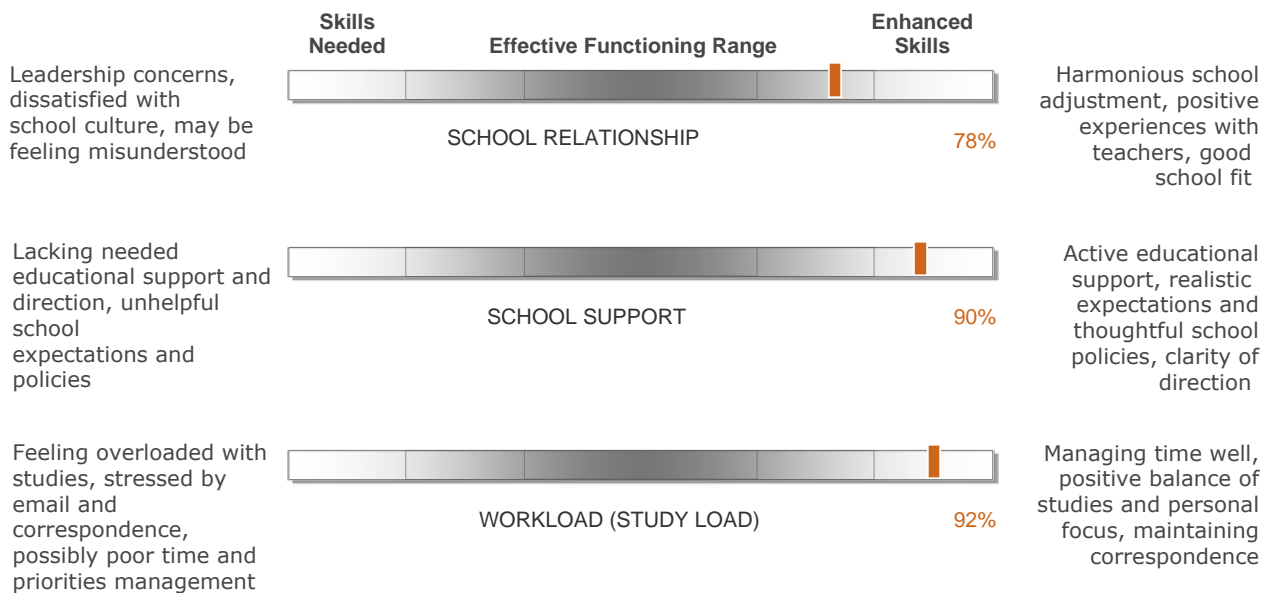 Skills
Needed
Effective Functioning Range
Enhanced
Skills
Leadership concerns,
dissatisfied with
school culture, may be
feeling misunderstood
SCHOOL RELATIONSHIP
78%
Harmonious school
adjustment, positive
experiences with
teachers, good
school fit
Lacking needed
educational support and
direction, unhelpful
school
expectations and
policies
SCHOOL SUPPORT
90%
Active educational
support, realistic
expectations and
thoughtful school
policies, clarity of
direction
Feeling overloaded with
studies, stressed by
email and
correspondence,
possibly poor time and
priorities management
WORKLOAD (STUDY LOAD)
92%
Managing time well,
positive balance of
studies and personal
focus, maintaining
correspondence